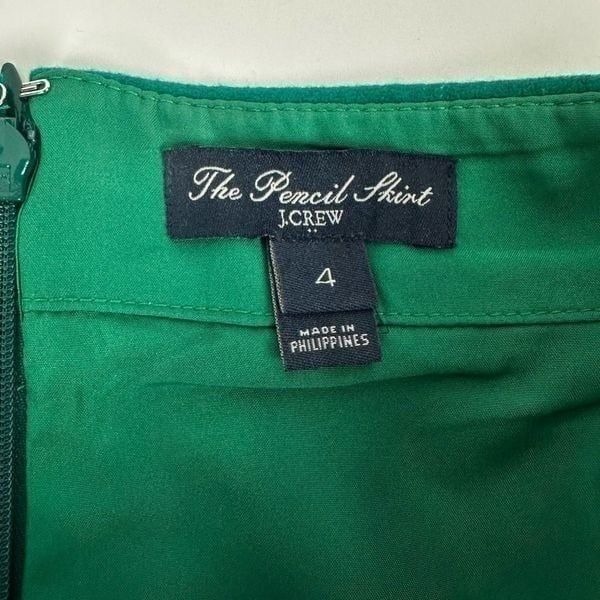 The Pencil Skirt
J.CREW
4
MADE IN
PHILIPPINES